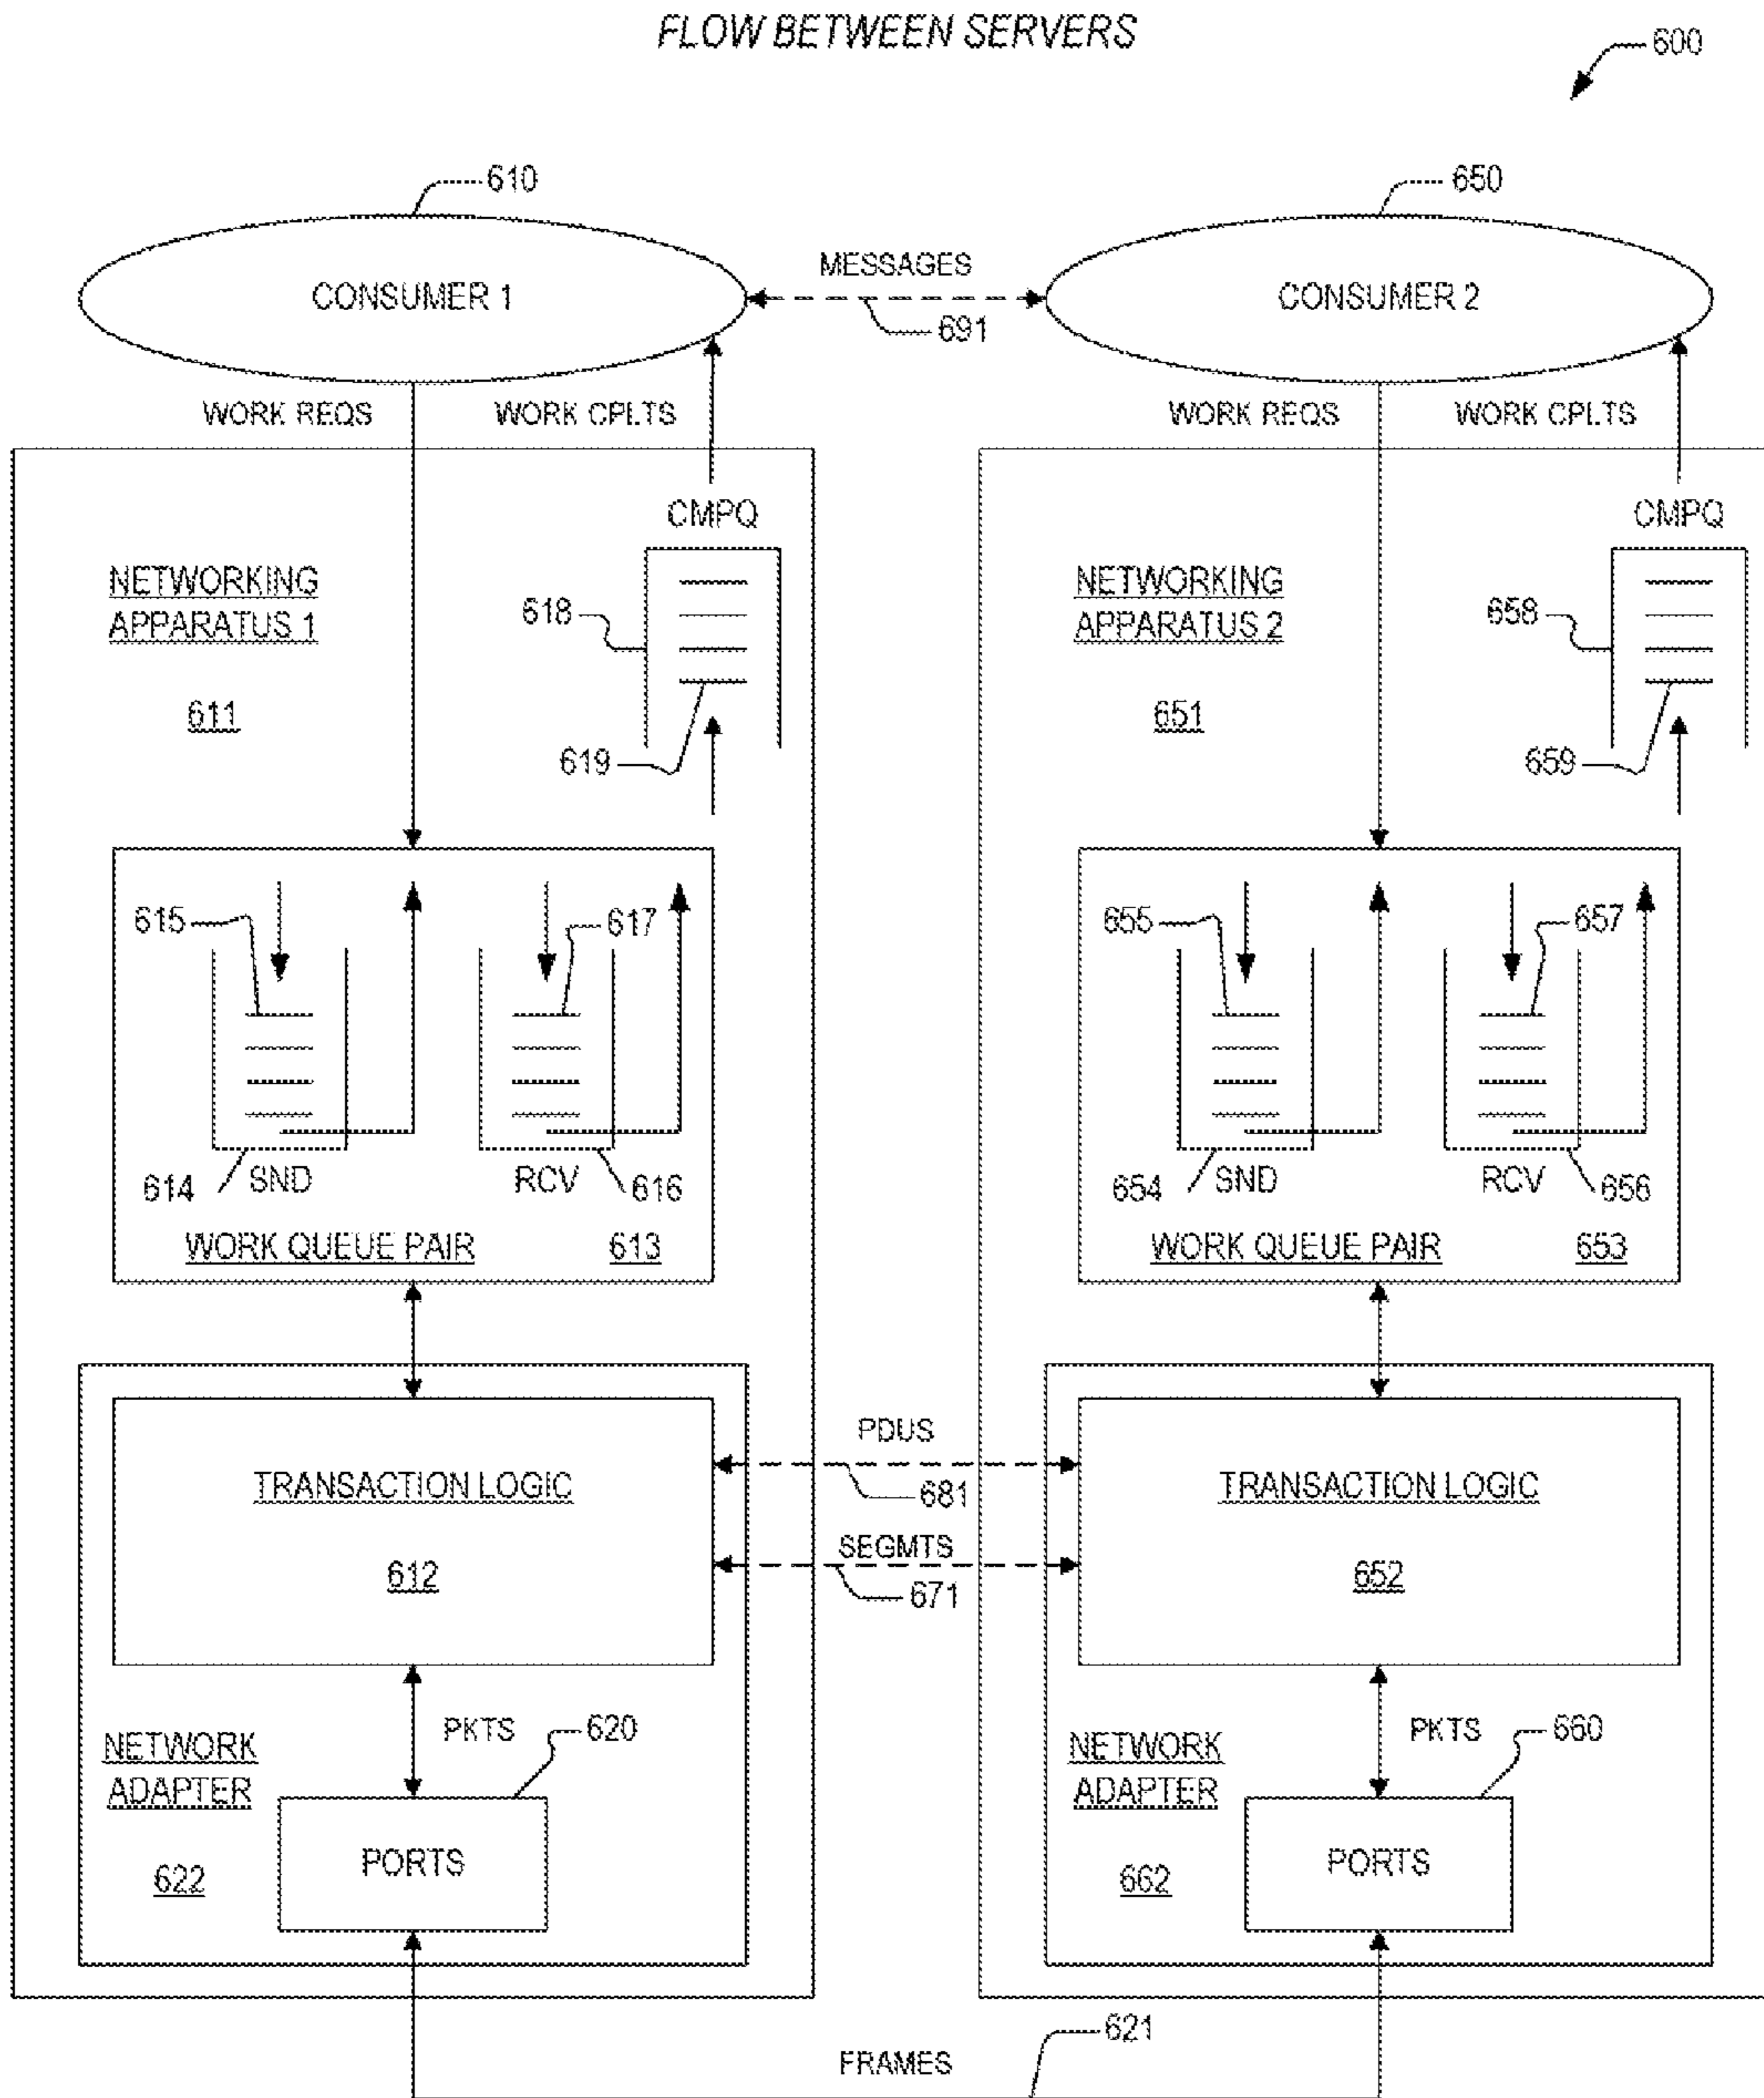 FLOW BETWEEN SERVERS
600
610
650
CONSUMER 1
MESSAGES
691
CONSUMER 2
WORK REQS
WORK CPLTS
WORK REQS
WORK CPLTS
CMPQ
CMPQ
NETWORKING
APPARATUS 1
611
618
619
NETWORKING
APPARATUS 2
651
658
659
615
617
655
657
614
SND
RCV
616
654
SND
RCV
656
WORK QUEUE PAIR
613
WORK QUEUE PAIR
653
TRANSACTION LOGIC
612
PDUS
681
SEGMTS
671
TRANSACTION LOGIC
652
PKTS
620
PKTS
660
NETWORK
ADAPTER
622
PORTS
NETWORK
ADAPTER
662
PORTS
621
FRAMES